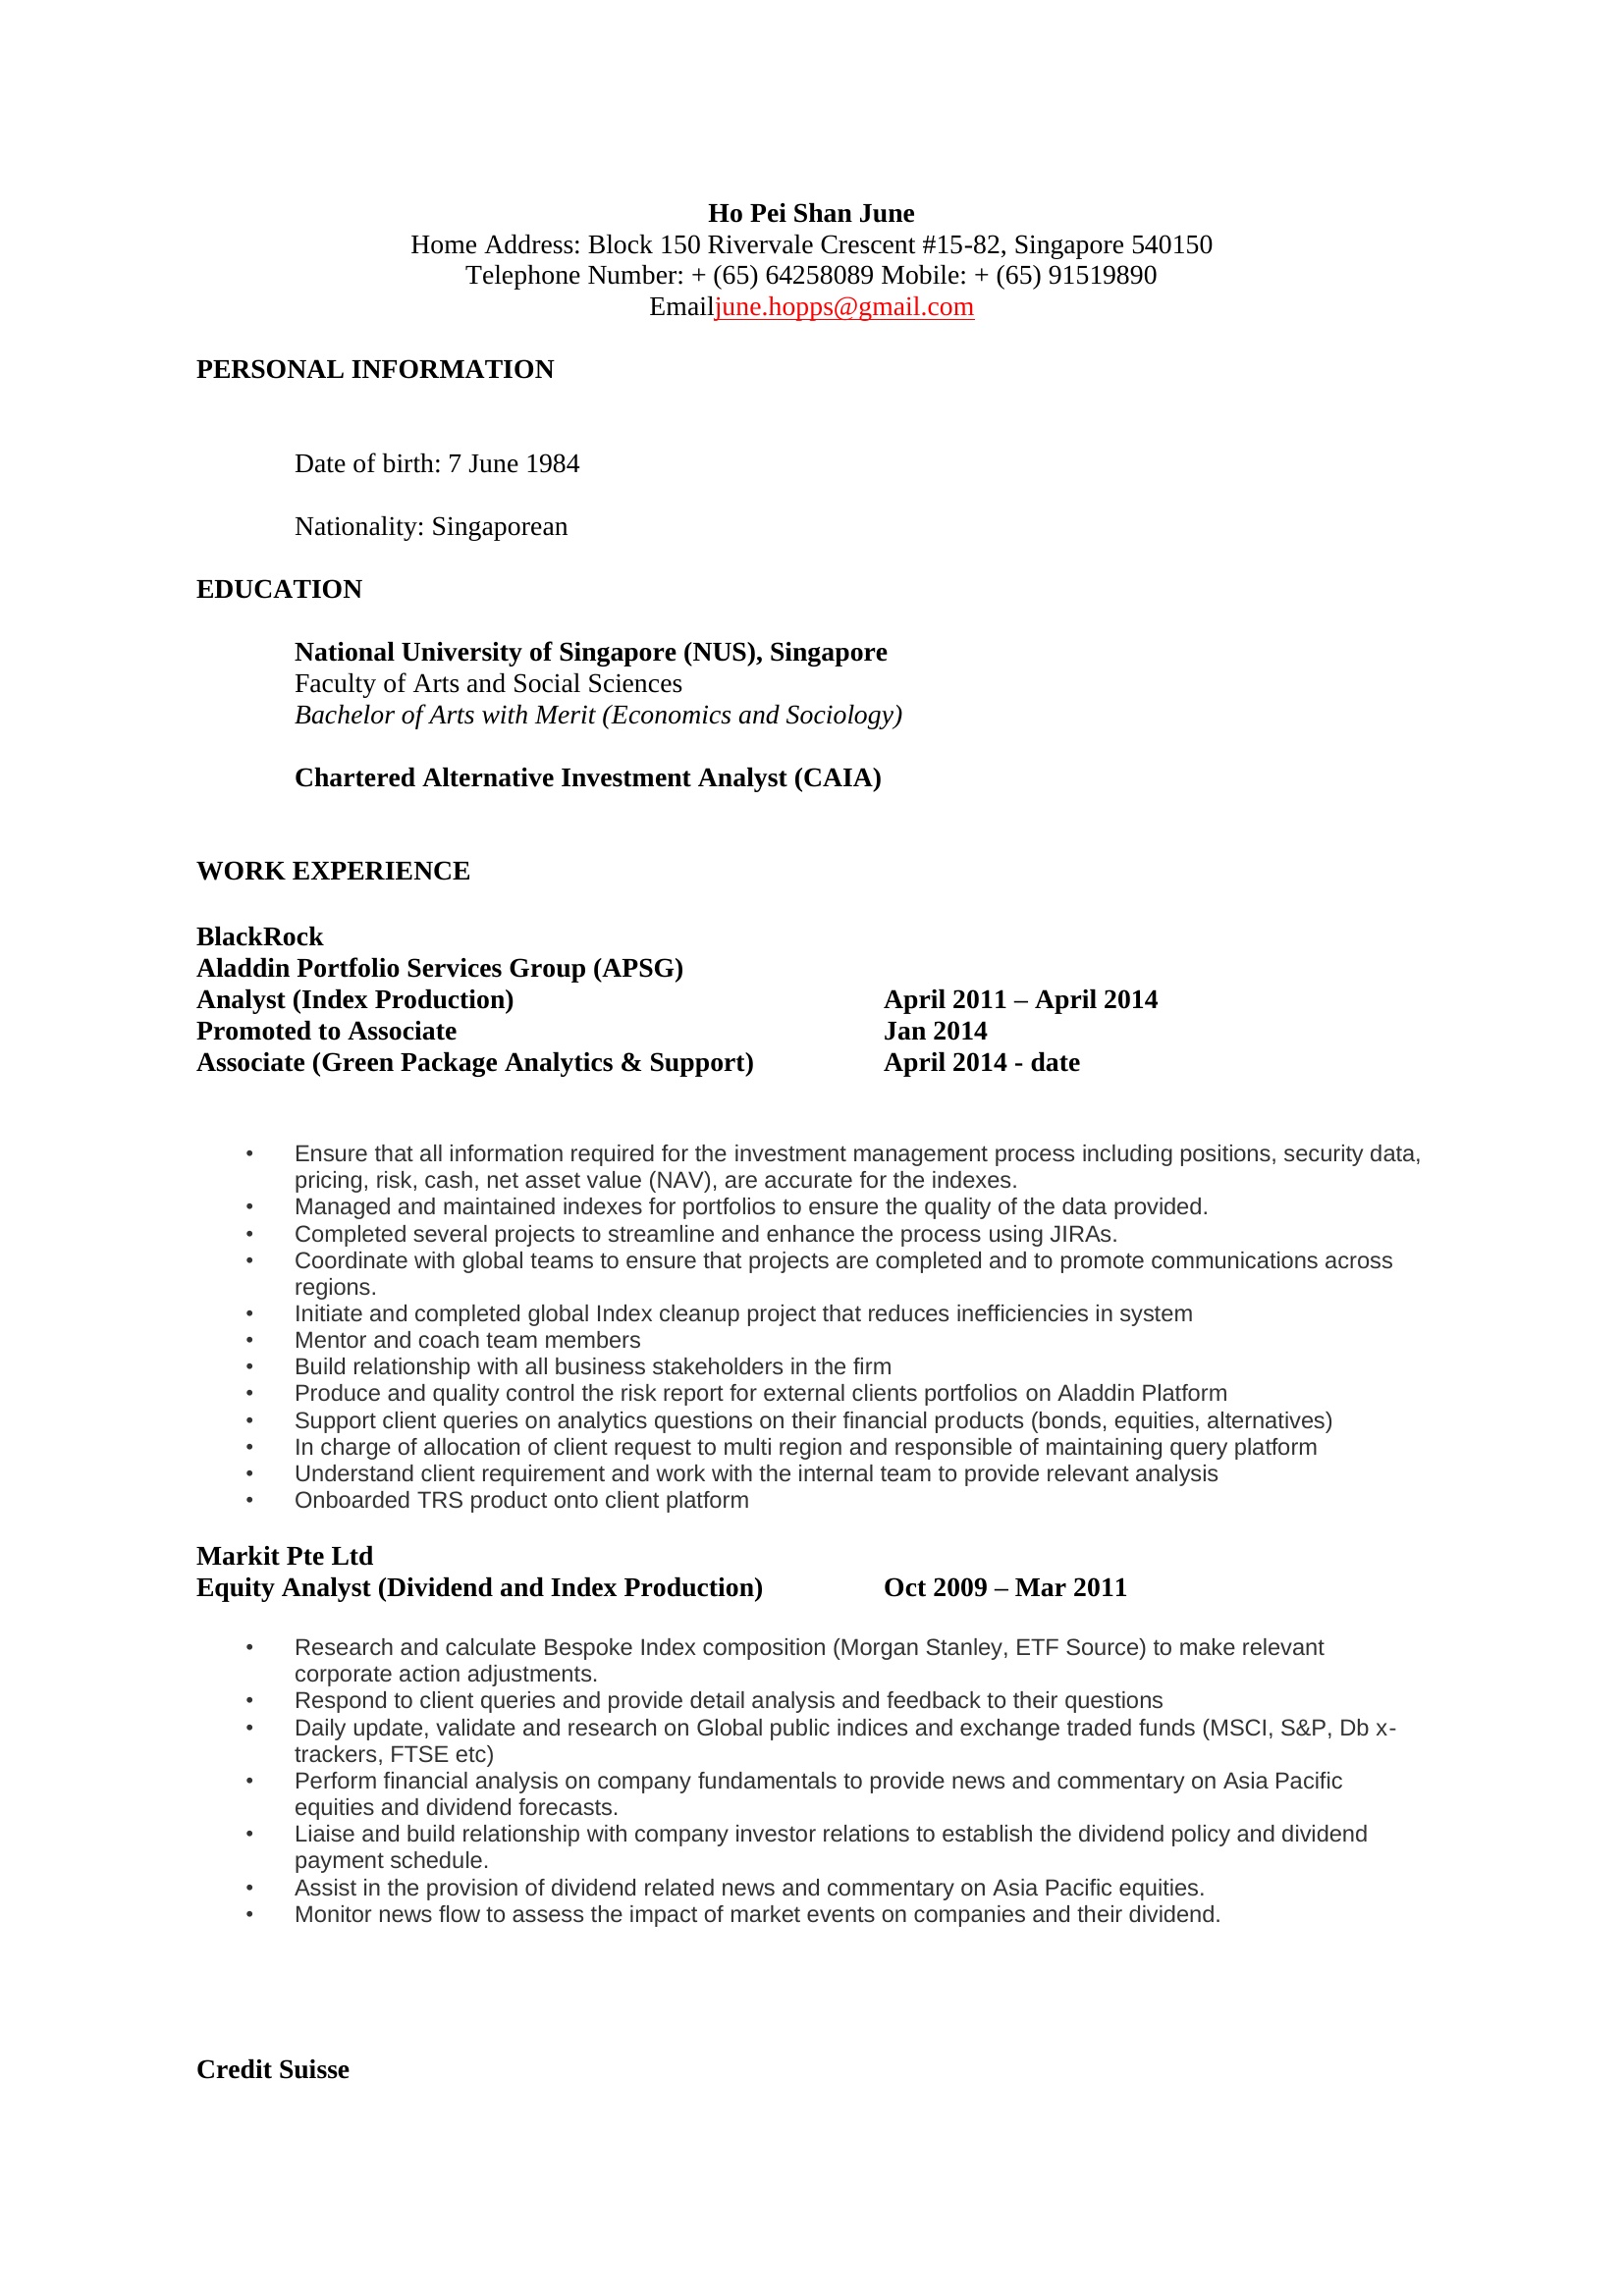 Ho Pei Shan June
Home Address: Block 150 Rivervale Crescent #15-82, Singapore 540150
Telephone Number: + (65) 64258089 Mobile: + (65) 91519890
Emailjune.hopps@gmail.com
PERSONAL INFORMATION
Date of birth: 7 June 1984
Nationality: Singaporean
EDUCATION
National University of Singapore (NUS), Singapore
Faculty of Arts and Social Sciences
Bachelor of Arts with Merit (Economics and Sociology)
Chartered Alternative Investment Analyst (CAIA)
WORK EXPERIENCE
BlackRock
Aladdin Portfolio Services Group (APSG)
Analyst (Index Production) April 2011 – April 2014
Promoted to Associate Jan 2014
Associate (Green Package Analytics & Support) April 2014 - date
• Ensure that all information required for the investment management process including positions, security data,
pricing, risk, cash, net asset value (NAV), are accurate for the indexes.
• Managed and maintained indexes for portfolios to ensure the quality of the data provided.
• Completed several projects to streamline and enhance the process using JIRAs.
• Coordinate with global teams to ensure that projects are completed and to promote communications across
regions.
• Initiate and completed global Index cleanup project that reduces inefficiencies in system
• Mentor and coach team members
• Build relationship with all business stakeholders in the firm
• Produce and quality control the risk report for external clients portfolios on Aladdin Platform
• Support client queries on analytics questions on their financial products (bonds, equities, alternatives)
• In charge of allocation of client request to multi region and responsible of maintaining query platform
• Understand client requirement and work with the internal team to provide relevant analysis
• Onboarded TRS product onto client platform
Markit Pte Ltd
Equity Analyst (Dividend and Index Production) Oct 2009 – Mar 2011
• Research and calculate Bespoke Index composition (Morgan Stanley, ETF Source) to make relevant
corporate action adjustments.
• Respond to client queries and provide detail analysis and feedback to their questions
• Daily update, validate and research on Global public indices and exchange traded funds (MSCI, S&P, Db x-
trackers, FTSE etc)
• Perform financial analysis on company fundamentals to provide news and commentary on Asia Pacific
equities and dividend forecasts.
• Liaise and build relationship with company investor relations to establish the dividend policy and dividend
payment schedule.
• Assist in the provision of dividend related news and commentary on Asia Pacific equities.
• Monitor news flow to assess the impact of market events on companies and their dividend.
Credit Suisse